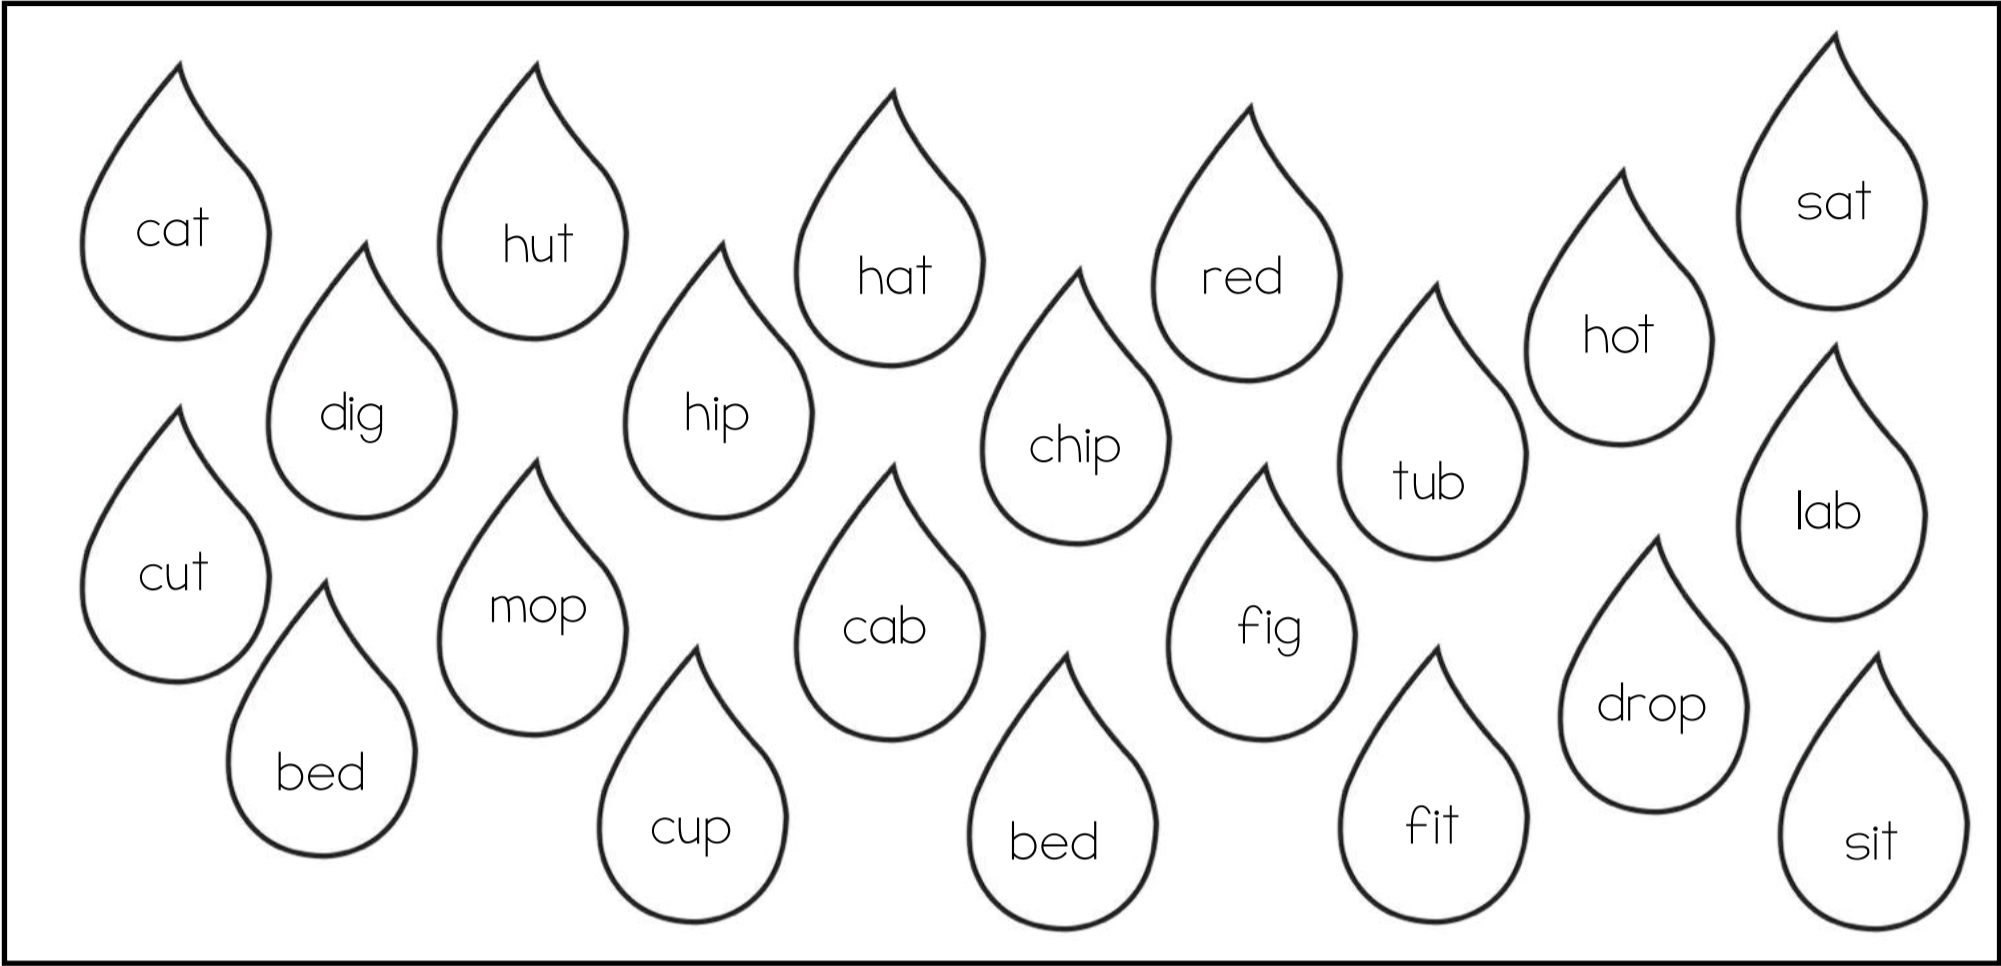 cat
hut
hat
red
sat
hot
dig
hip
chip
tub
lab
cut
mop
cab
fig
drop
bed
cup
bed
fit
sit